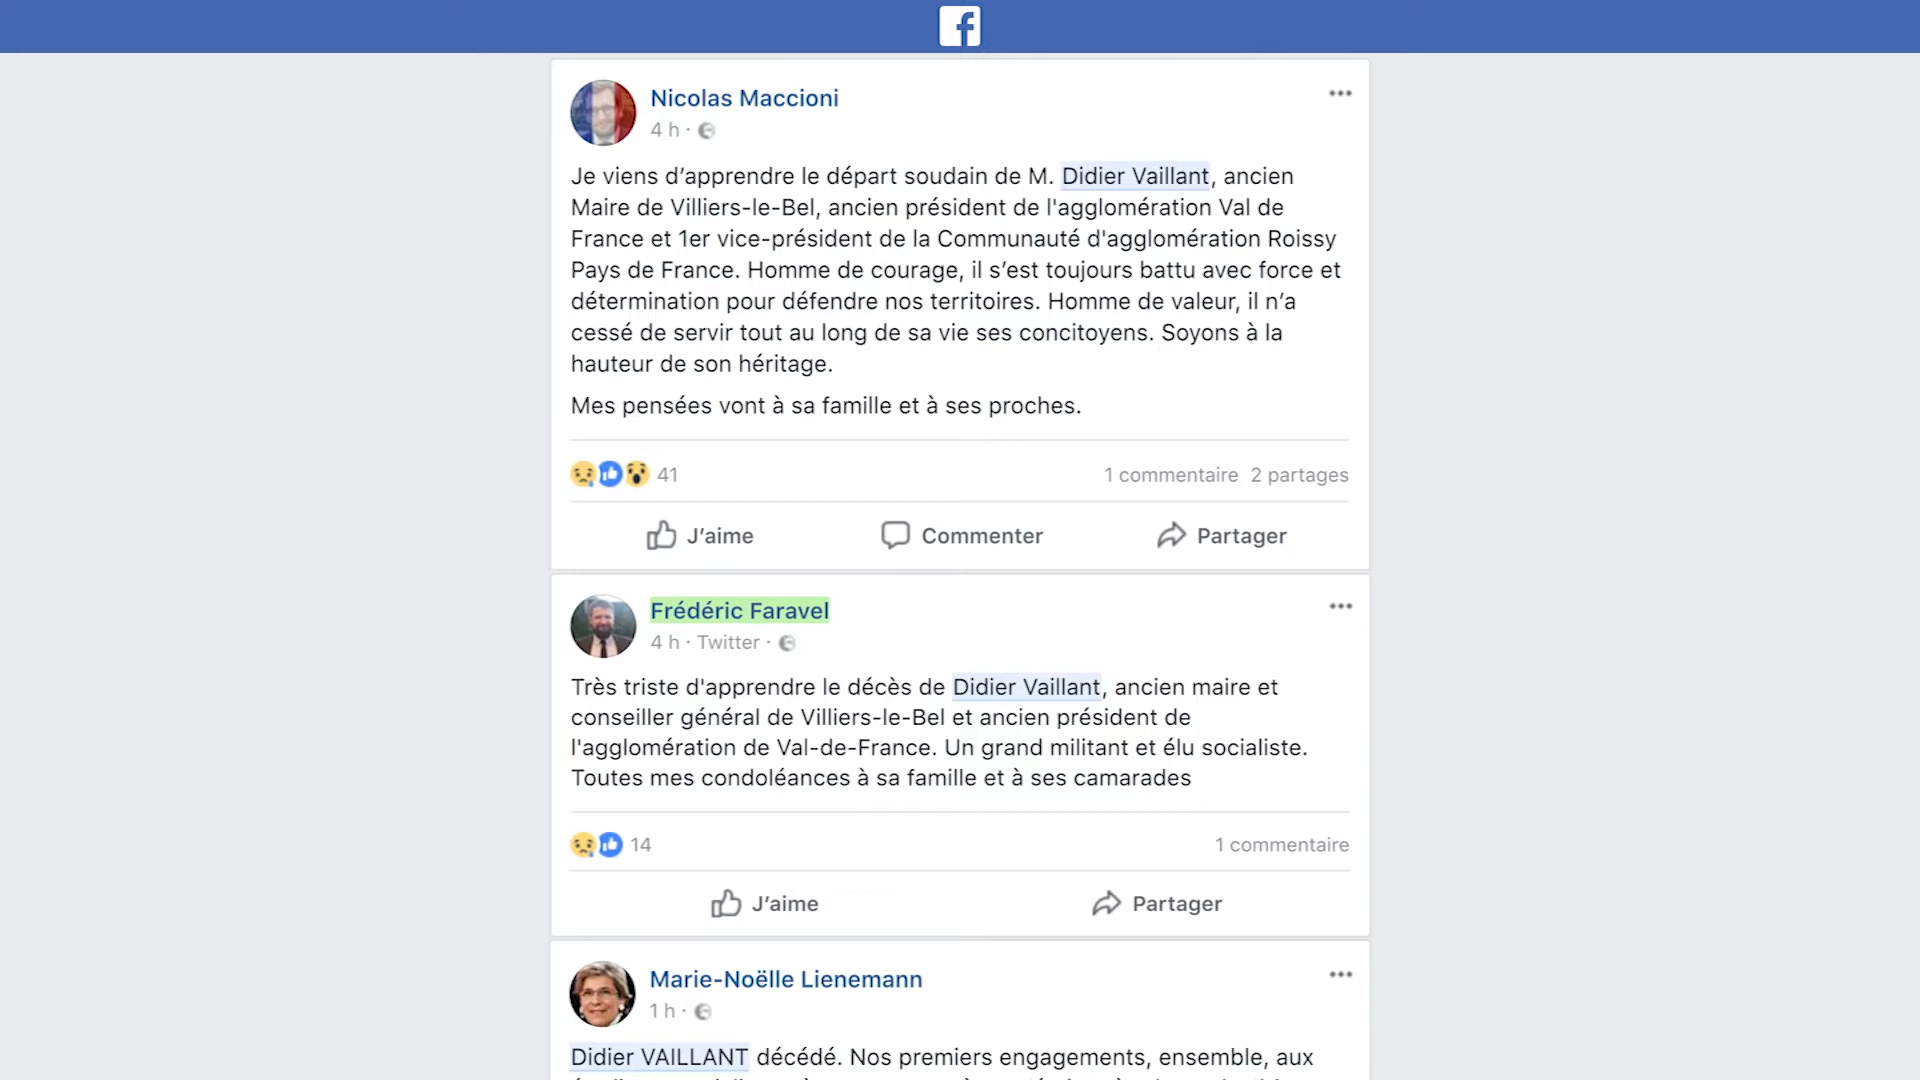 Nicolas Maccioni
4 h ·
Je viens d’apprendre le départ soudain de M. Didier Vaillant, ancien
Maire de Villiers-le-Bel, ancien président de l'agglomération Val de
France et 1er vice-président de la Communauté d'agglomération Roissy
Pays de France. Homme de courage, il s’est toujours battu avec force et
détermination pour défendre nos territoires. Homme de valeur, il n’a
cessé de servir tout au long de sa vie ses concitoyens. Soyons à la
hauteur de son héritage.
Mes pensées vont à sa famille et à ses proches.
41 1 commentaire 2 partages
J’aime Commenter Partager
Frédéric Faravel
4 h · Twitter ·
Très triste d'apprendre le décès de Didier Vaillant, ancien maire et
conseiller général de Villiers-le-Bel et ancien président de
l'agglomération de Val-de-France. Un grand militant et élu socialiste.
Toutes mes condoléances à sa famille et à ses camarades
14 1 commentaire
J’aime Partager
Marie-Noëlle Lienemann
1 h ·
Didier VAILLANT décédé. Nos premiers engagements, ensemble, aux